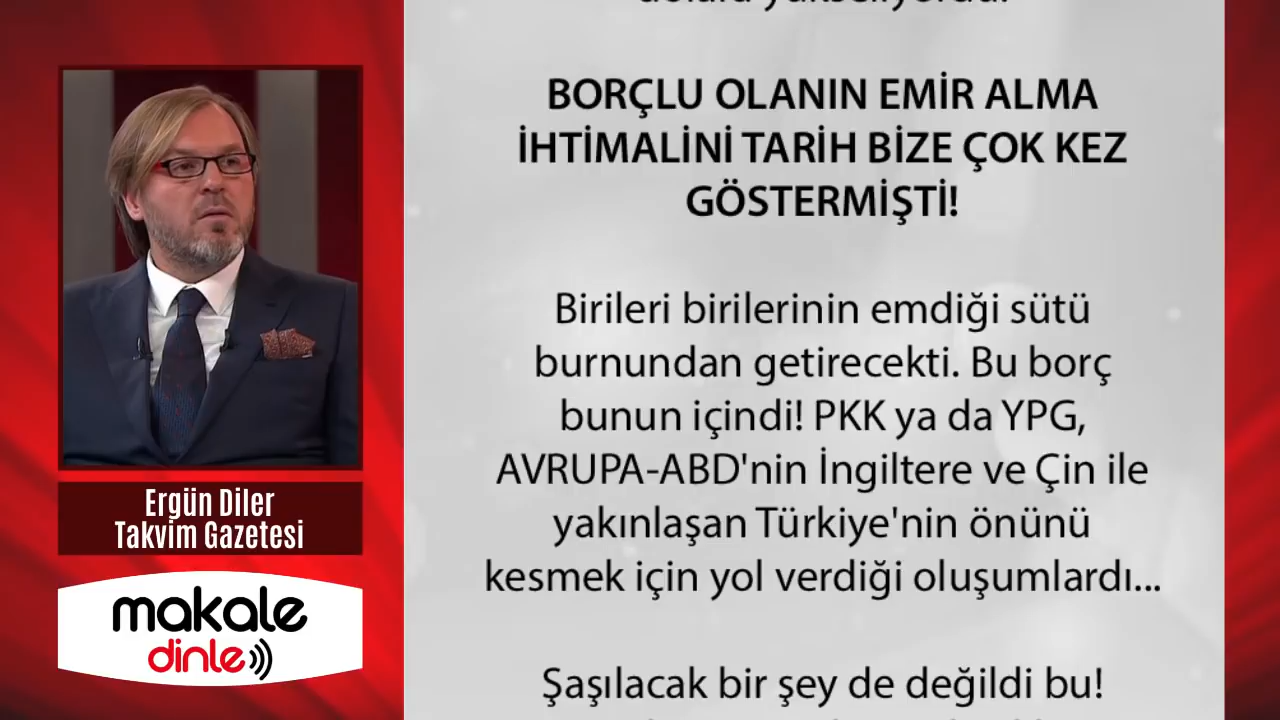 dolara yükseliyordu.
BORÇLU OLANIN EMİR ALMA
İHTİMALİNİ TARİH BİZE ÇOK KEZ
GÖSTERMİŞTİ!
Birileri birilerinin emdiği sütü
burnundan getirecekti. Bu borç
bunun içindi! PKK ya da YPG,
AVRUPA-ABD'nin İngiltere ve Çin ile
yakınlaşan Türkiye'nin önünü
kesmek için yol verdiği oluşumlardı...
Şaşılacak bir şey de değildi bu!
Ergün Diler
Takvim Gazetesi
makale
dinle